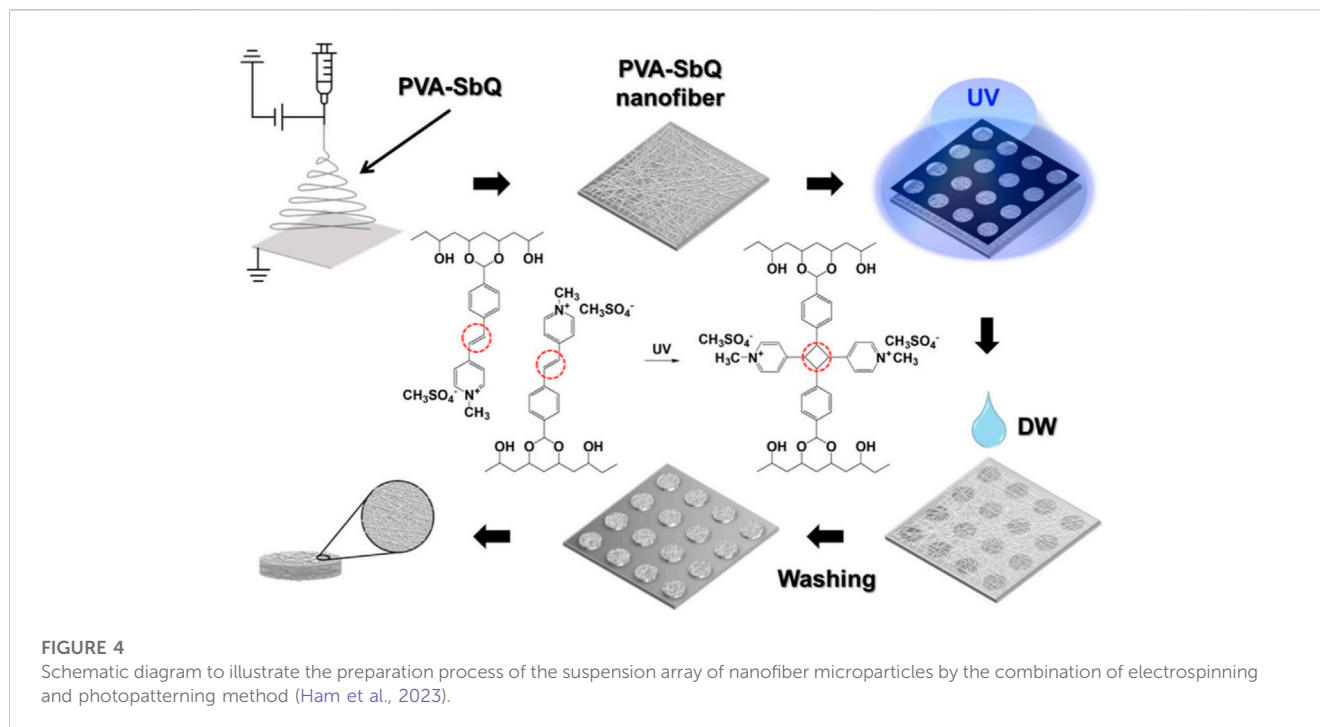 PVA-SbQ
PVA-SbQ
nanofiber
UV
OH
O
O
OH
CH3
N+
CH3SO4-
CH3SO4-
N+
CH3
OH
O
O
OH
UV
OH
O
O
OH
CH3SO4-
H3C
N+
CH3SO4-
N+
CH3
OH
O
O
OH
DW
Washing
FIGURE 4
Schematic diagram to illustrate the preparation process of the suspension array of nanofiber microparticles by the combination of electrospinning
and photopatterning method (Ham et al., 2023).